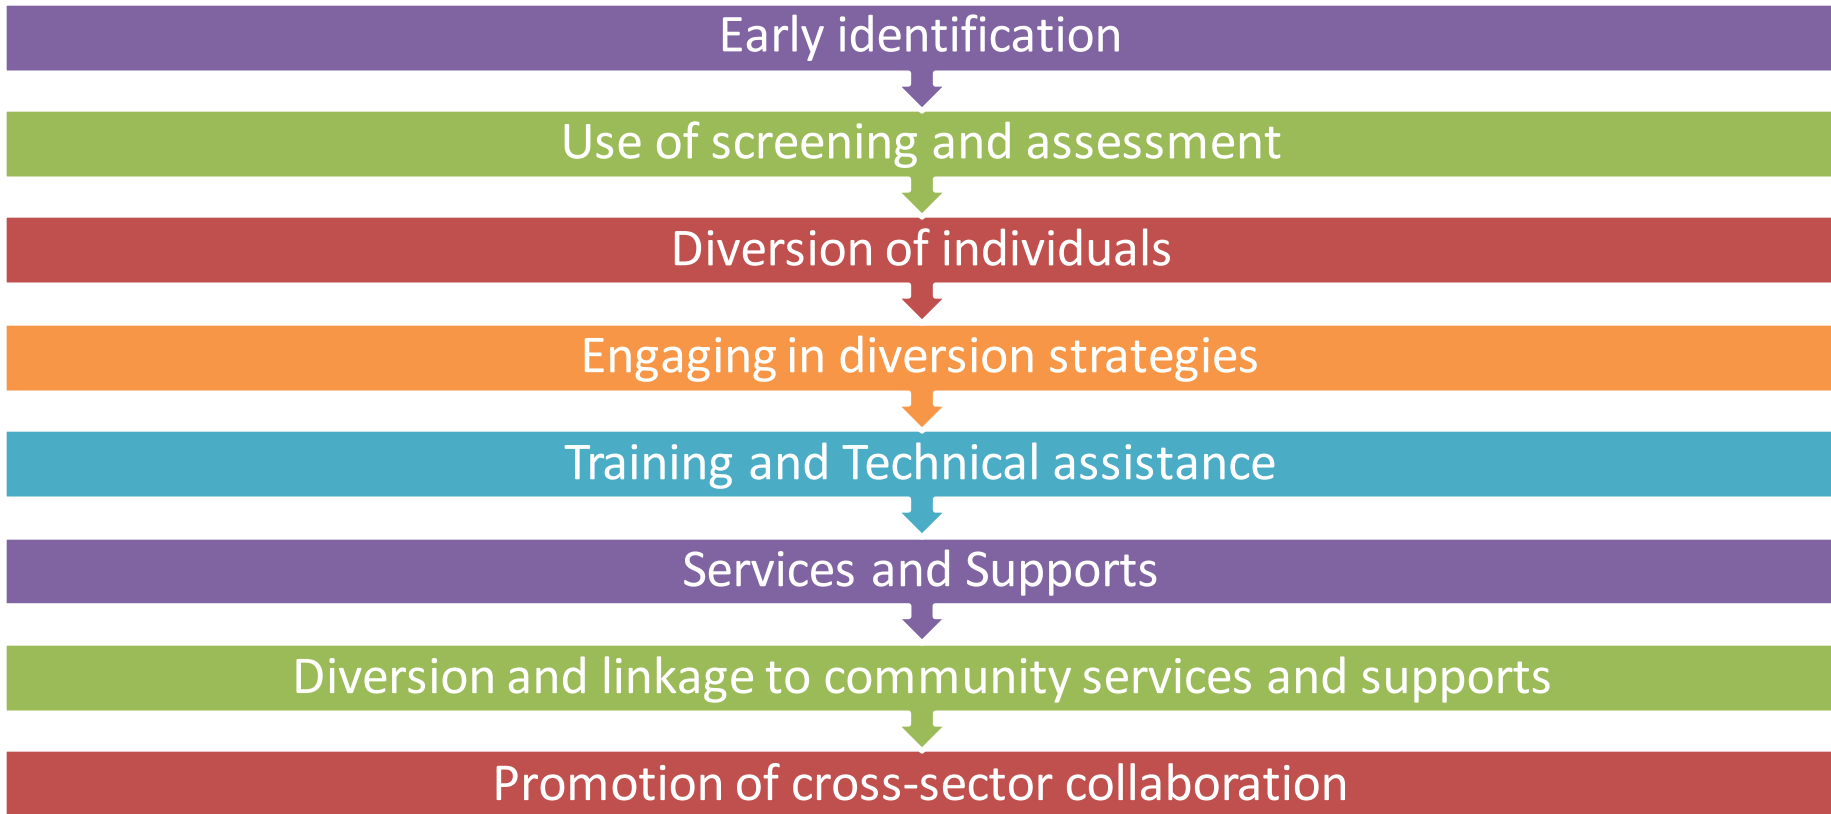 Early identification
Use of screening and assessment
Diversion of individuals
Engaging in diversion strategies
Training and Technical assistance
Services and Supports
Diversion and linkage to community services and supports
Promotion of cross-sector collaboration